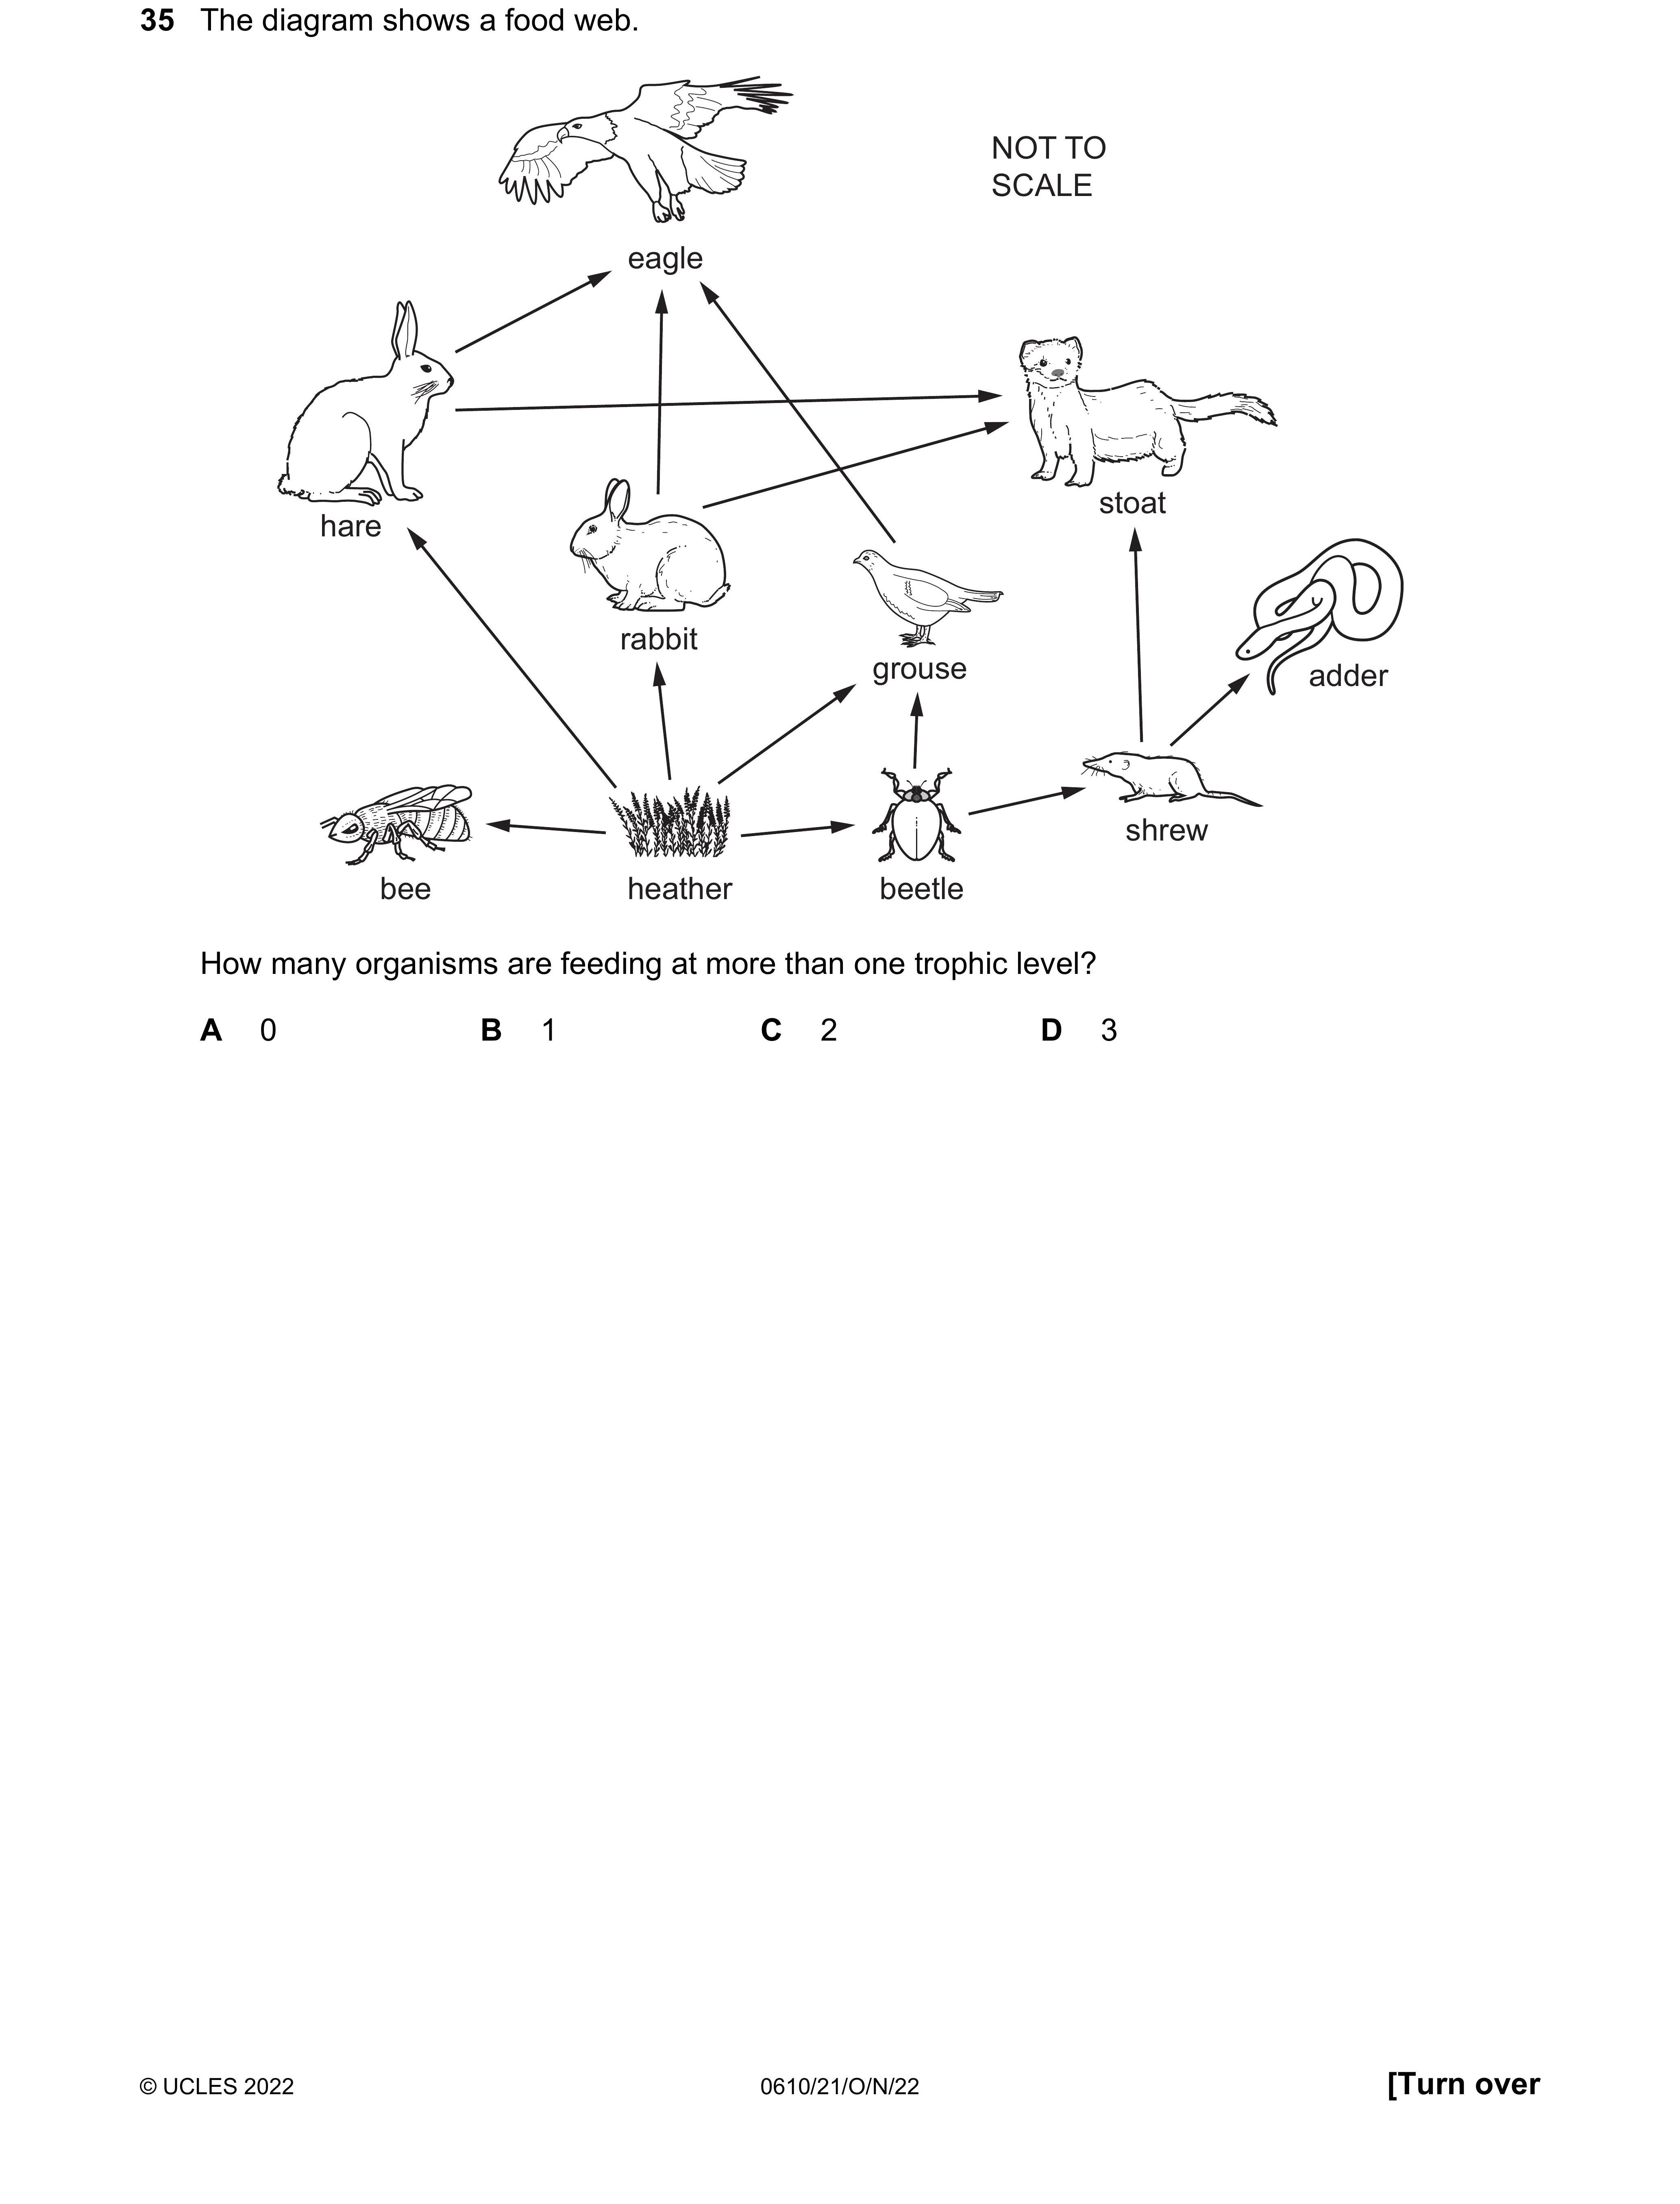 35 The diagram shows a food web.
NOT TO
SCALE
eagle
hare
stoat
rabbit
grouse
adder
shrew
bee
heather
beetle
How many organisms are feeding at more than one trophic level?
A 0 B 1 C 2 D 3
© UCLES 2022 0610/21/O/N/22 [Turn over